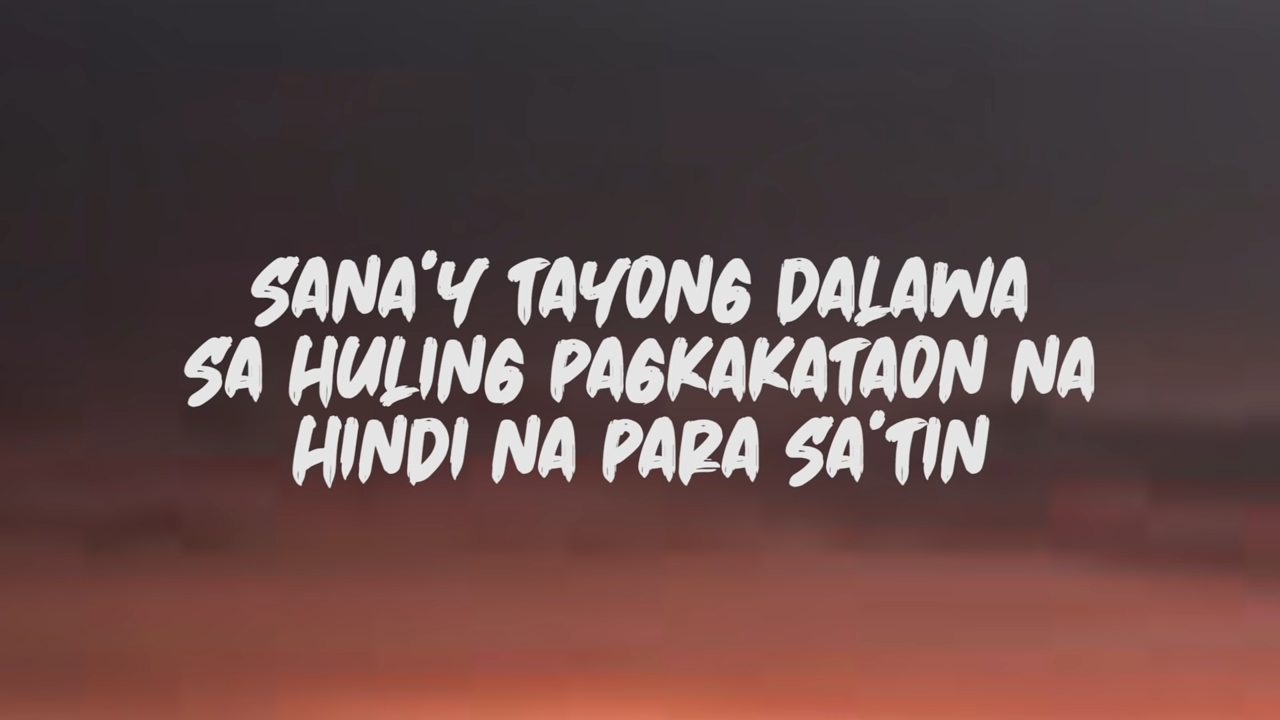 SANA'Y TAYONG DALAWA
SA HULING PAGKAKATAON NA
HINDI NA PARA SA'TIN